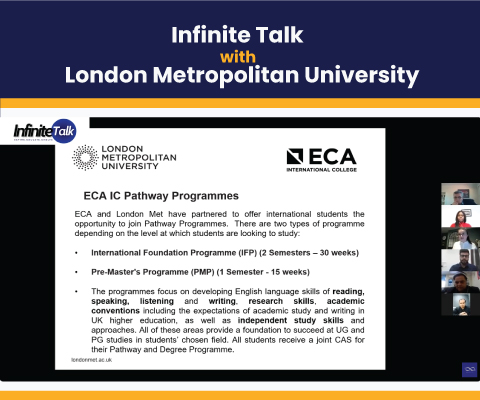 Infinite Talk
with
London Metropolitan University
InfiniteTalk
LONDON
METROPOLITAN
UNIVERSITY
ECA
INTERNATIONAL COLLEGE
ECA IC Pathway Programmes
ECA and London Met have partnered to offer international students the
opportunity to join Pathway Programmes. There are two types of programme
depending on the level at which students are looking to study:
• International Foundation Programme (IFP) (2 Semesters – 30 weeks)
• Pre-Master's Programme (PMP) (1 Semester - 15 weeks)
• The programmes focus on developing English language skills of reading,
speaking, listening and writing, research skills, academic
conventions including the expectations of academic study and writing in
UK higher education, as well as independent study skills and
approaches. All of these areas provide a foundation to succeed at UG and
PG studies in students' chosen field. All students receive a joint CAS for
their Pathway and Degree Programme.
londonmet.ac.uk